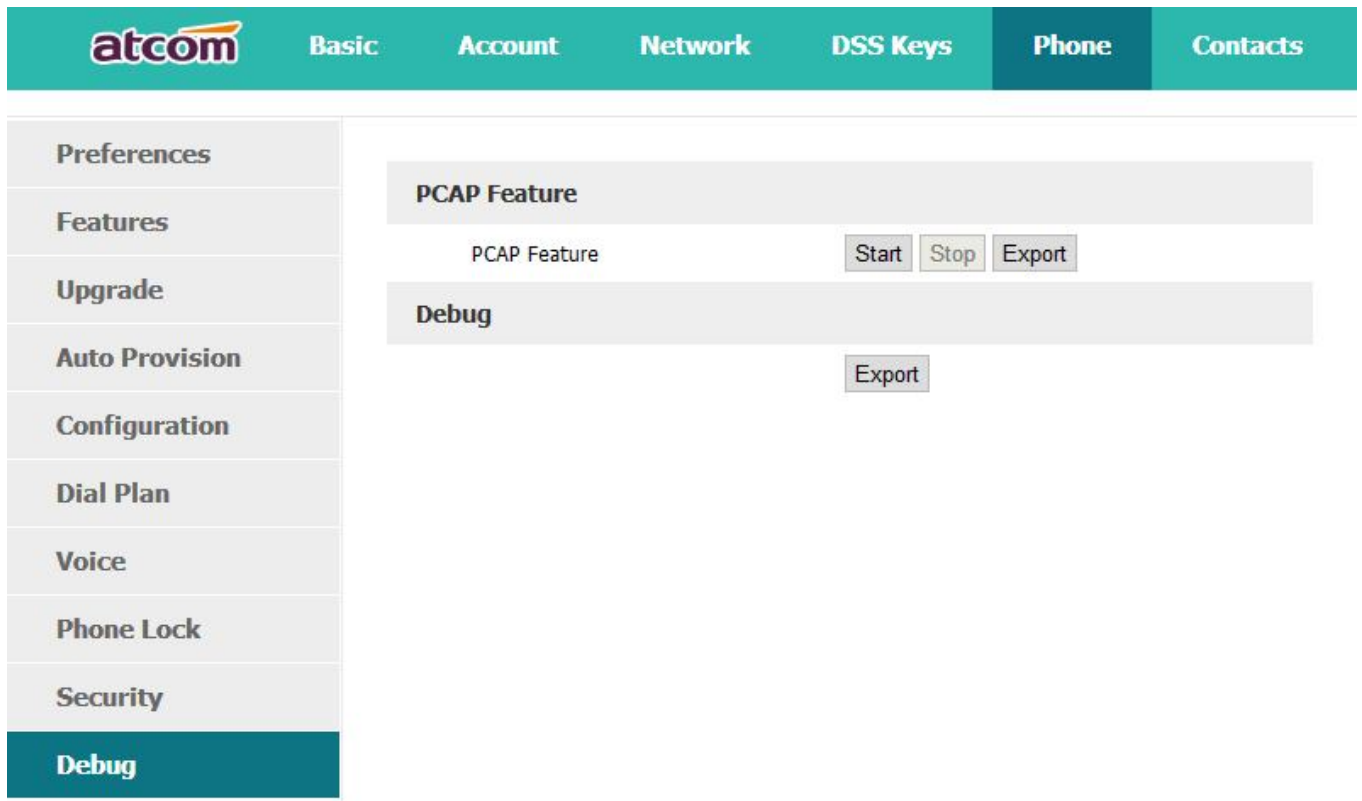 atcom Basic Account Network DSS Keys Phone Contacts
Preferences
Features
Upgrade
Auto Provision
Configuration
Dial Plan
Voice
Phone Lock
Security
Debug
PCAP Feature
PCAP Feature Start Stop Export
Debug
Export